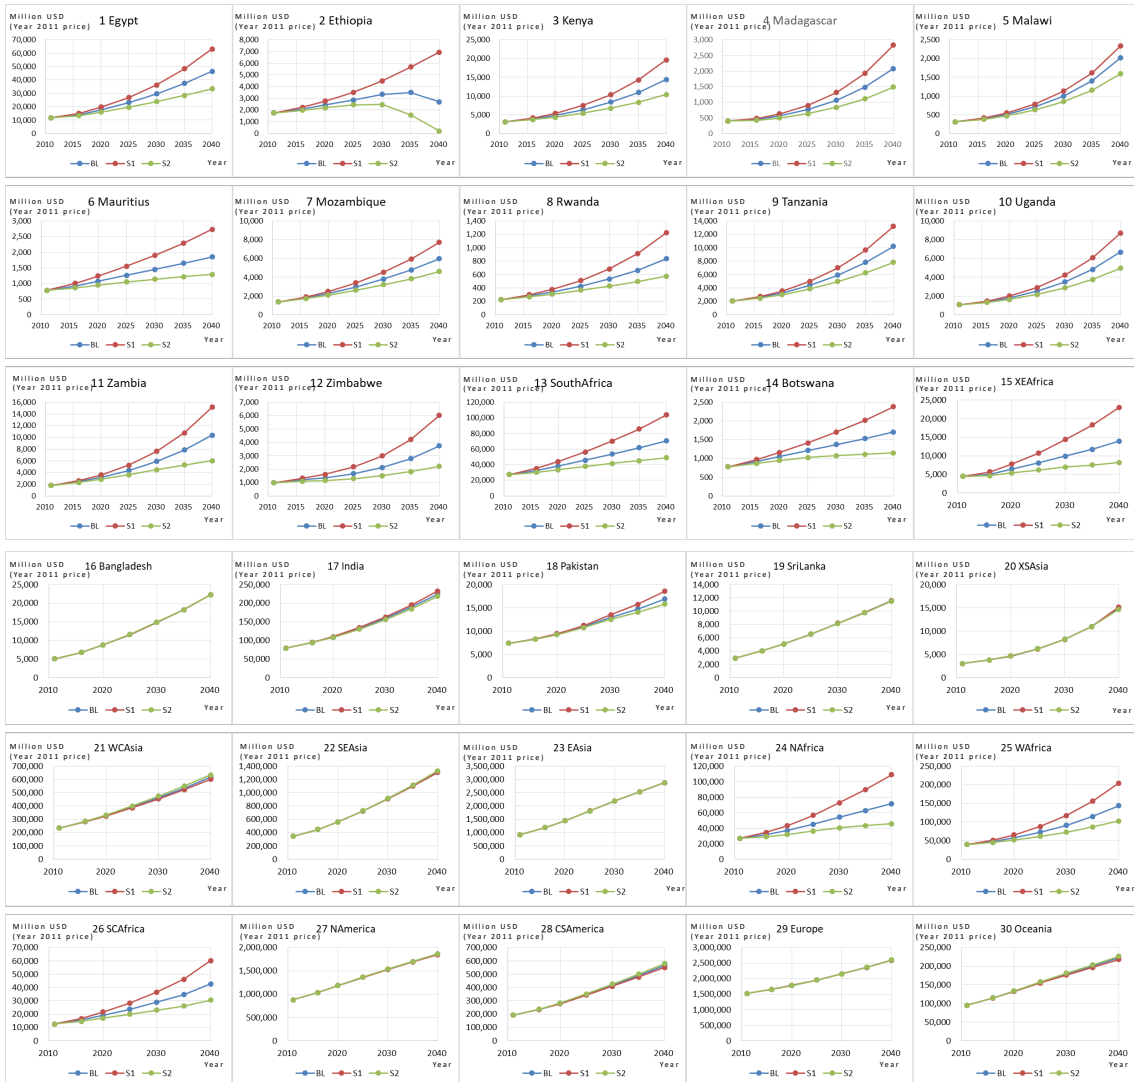 Million USD
(Year 2011 price)
1 Egypt
70,000
60,000
50,000
40,000
30,000
20,000
10,000
0
2010 2015 2020 2025 2030 2035 2040
BL S1 S2
Year
Million USD
(Year 2011 price)
2 Ethiopia
8,000
7,000
6,000
5,000
4,000
3,000
2,000
1,000
0
2010 2015 2020 2025 2030 2035 2040
BL S1 S2
Year
Million USD
(Year 2011 price)
3 Kenya
25,000
20,000
15,000
10,000
5,000
0
2010 2015 2020 2025 2030 2035 2040
BL S1 S2
Year
Million USD
(Year 2011 price)
4 Madagascar
3,000
2,500
2,000
1,500
1,000
500
0
2010 2015 2020 2025 2030 2035 2040
BL S1 S2
Year
Million USD
(Year 2011 price)
5 Malawi
2,500
2,000
1,500
1,000
500
0
2010 2015 2020 2025 2030 2035 2040
BL S1 S2
Year
Million USD
(Year 2011 price)
6 Mauritius
3,000
2,500
2,000
1,500
1,000
500
0
2010 2015 2020 2025 2030 2035 2040
BL S1 S2
Year
Million USD
(Year 2011 price)
7 Mozambique
10,000
8,000
6,000
4,000
2,000
0
2010 2015 2020 2025 2030 2035 2040
BL S1 S2
Year
Million USD
(Year 2011 price)
8 Rwanda
1,400
1,200
1,000
800
600
400
200
0
2010 2015 2020 2025 2030 2035 2040
BL S1 S2
Year
Million USD
(Year 2011 price)
9 Tanzania
14,000
12,000
10,000
8,000
6,000
4,000
2,000
0
2010 2015 2020 2025 2030 2035 2040
BL S1 S2
Year
Million USD
(Year 2011 price)
10 Uganda
10,000
8,000
6,000
4,000
2,000
0
2010 2015 2020 2025 2030 2035 2040
BL S1 S2
Year
Million USD
(Year 2011 price)
11 Zambia
16,000
14,000
12,000
10,000
8,000
6,000
4,000
2,000
0
2010 2015 2020 2025 2030 2035 2040
BL S1 S2
Year
Million USD
(Year 2011 price)
12 Zimbabwe
7,000
6,000
5,000
4,000
3,000
2,000
1,000
0
2010 2015 2020 2025 2030 2035 2040
BL S1 S2
Year
Million USD
(Year 2011 price)
13 SouthAfrica
120,000
100,000
80,000
60,000
40,000
20,000
0
2010 2015 2020 2025 2030 2035 2040
BL S1 S2
Year
Million USD
(Year 2011 price)
14 Botswana
2,500
2,000
1,500
1,000
500
0
2010 2015 2020 2025 2030 2035 2040
BL S1 S2
Year
Million USD
(Year 2011 price)
15 XEAfrica
25,000
20,000
15,000
10,000
5,000
0
2010 2020 2030 2040
BL S1 S2
Year
Million USD
(Year 2011 price)
16 Bangladesh
25,000
20,000
15,000
10,000
5,000
0
2010 2020 2030 2040
BL S1 S2
Year
Million USD
(Year 2011 price)
17 India
250,000
200,000
150,000
100,000
50,000
0
2010 2020 2030 2040
BL S1 S2
Year
Million USD
(Year 2011 price)
18 Pakistan
20,000
15,000
10,000
5,000
0
2010 2020 2030 2040
BL S1 S2
Year
Million USD
(Year 2011 price)
19 SriLanka
14,000
12,000
10,000
8,000
6,000
4,000
2,000
0
2010 2020 2030 2040
BL S1 S2
Year
Million USD
(Year 2011 price)
20 XSAsia
20,000
15,000
10,000
5,000
0
2010 2020 2030 2040
BL S1 S2
Year
Million USD
(Year 2011 price)
21 WCAsia
700,000
600,000
500,000
400,000
300,000
200,000
100,000
0
2010 2020 2030 2040
BL S1 S2
Year
Million USD
(Year 2011 price)
22 SEAsia
1,400,000
1,200,000
1,000,000
800,000
600,000
400,000
200,000
0
2010 2020 2030 2040
BL S1 S2
Year
Million USD
(Year 2011 price)
23 EAsia
3,500,000
3,000,000
2,500,000
2,000,000
1,500,000
1,000,000
500,000
0
2010 2020 2030 2040
BL S1 S2
Year
Million USD
(Year 2011 price)
24 NAfrica
120,000
100,000
80,000
60,000
40,000
20,000
0
2010 2020 2030 2040
BL S1 S2
Year
Million USD
(Year 2011 price)
25 WAfrica
250,000
200,000
150,000
100,000
50,000
0
2010 2020 2030 2040
BL S1 S2
Year
Million USD
(Year 2011 price)
26 SCAfrica
70,000
60,000
50,000
40,000
30,000
20,000
10,000
0
2010 2020 2030 2040
BL S1 S2
Year
Million USD
(Year 2011 price)
27 NAmerica
2,000,000
1,500,000
1,000,000
500,000
0
2010 2020 2030 2040
BL S1 S2
Year
Million USD
(Year 2011 price)
28 CSAmerica
700,000
600,000
500,000
400,000
300,000
200,000
100,000
0
2010 2020 2030 2040
BL S1 S2
Year
Million USD
(Year 2011 price)
29 Europe
3,000,000
2,500,000
2,000,000
1,500,000
1,000,000
500,000
0
2010 2020 2030 2040
BL S1 S2
Year
Million USD
(Year 2011 price)
30 Oceania
250,000
200,000
150,000
100,000
50,000
0
2010 2020 2030 2040
BL S1 S2
Year